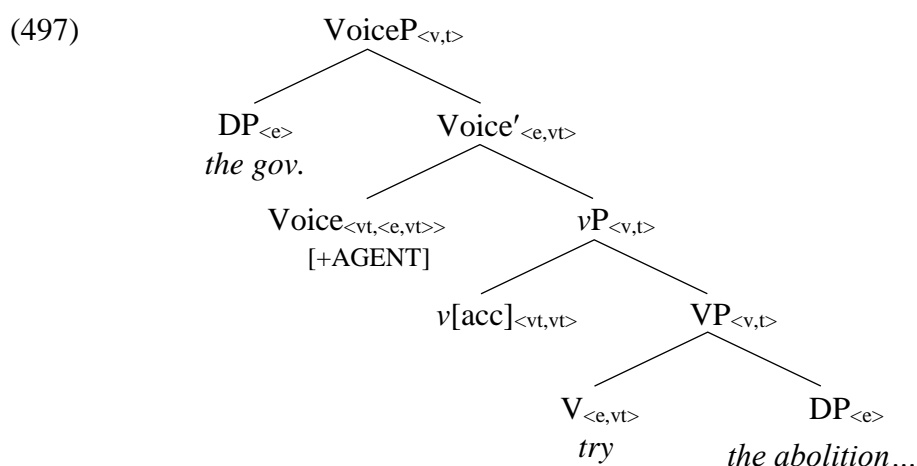 (497) VoiceP<v,t>
DP<e> Voice′<e,vt>
the gov.
Voice<vt,<e,vt>> vP<v,t>
[+AGENT]
v[acc]<vt,vt> VP<v,t>
V<e,vt> DP<e>
try the abolition…